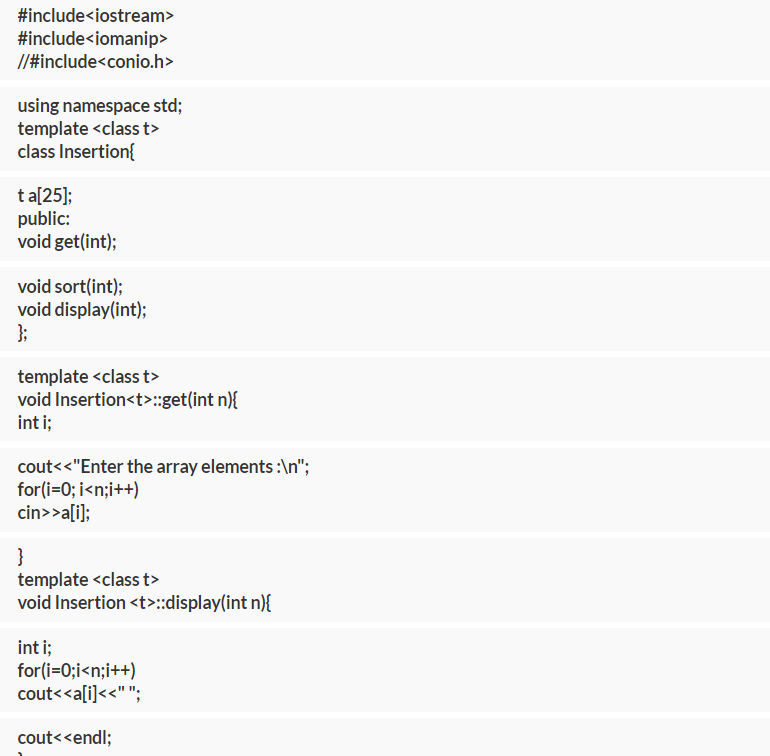 #include<iostream>
#include<iomanip>
//#include<conio.h>
using namespace std;
template <class t>
class Insertion{
t a[25];
public:
void get(int);
void sort(int);
void display(int);
};
template <class t>
void Insertion<t>::get(int n){
int i;
cout<<"Enter the array elements :\n";
for(i=0; i<n;i++)
cin>>a[i];
}
template <class t>
void Insertion <t>::display(int n){
int i;
for(i=0;i<n;i++)
cout<<a[i]<<" ";
cout<<endl;